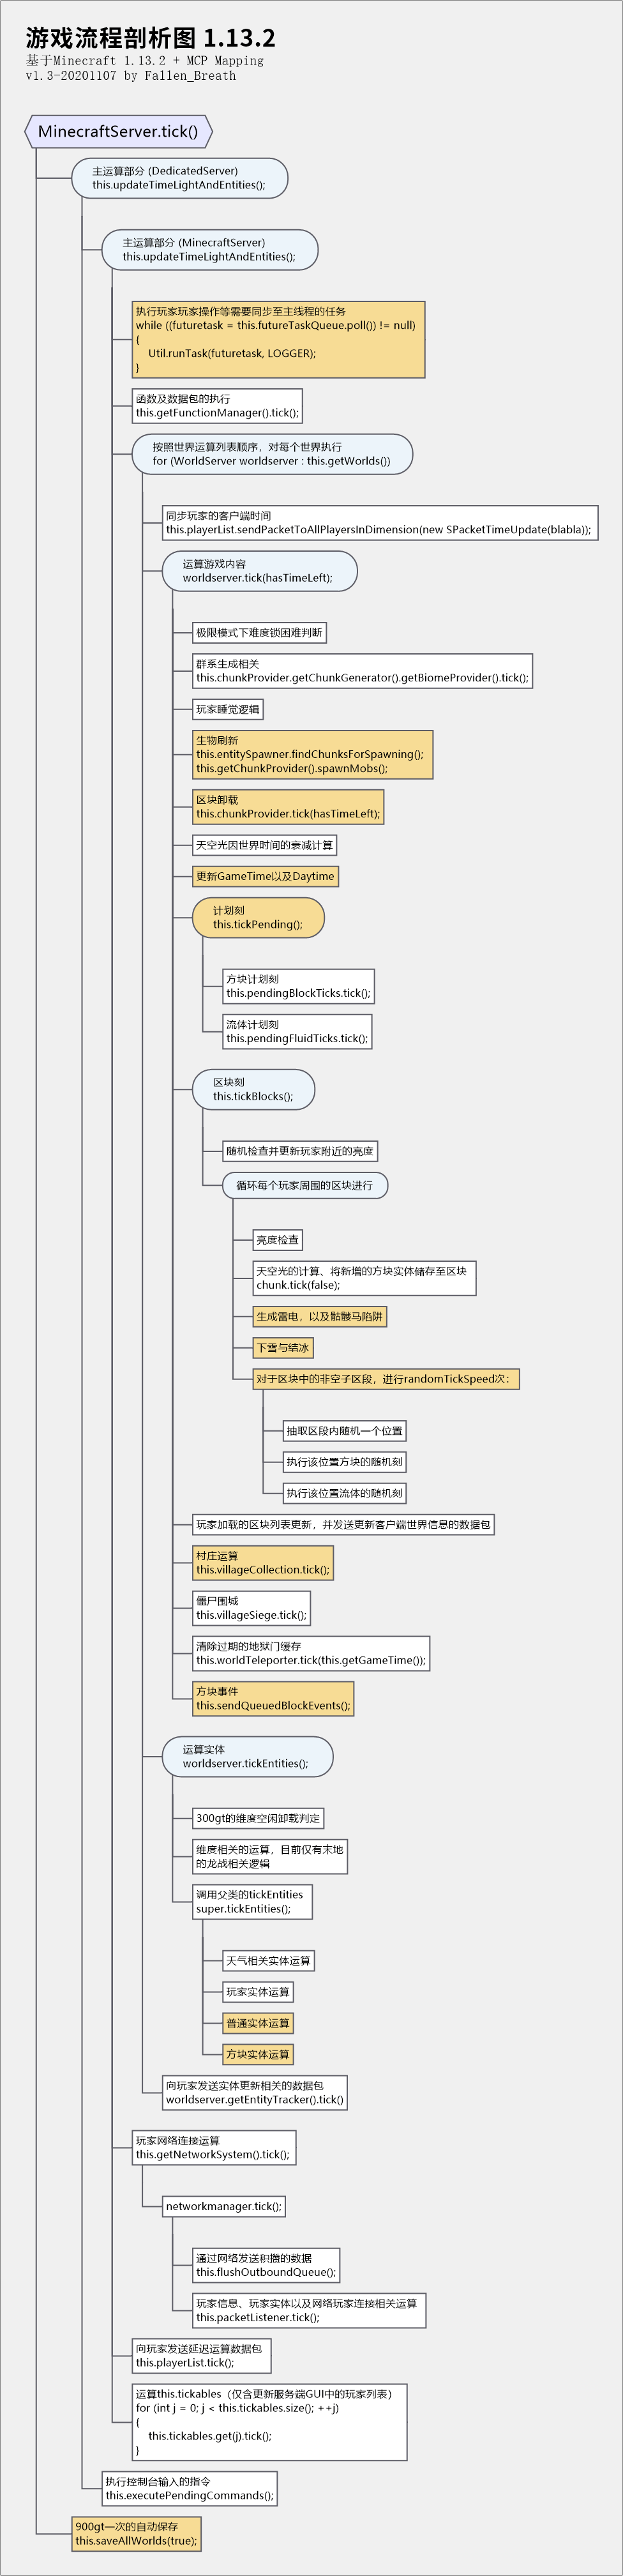 游戏流程剖析图 1.13.2
基于Minecraft 1.13.2 + MCP Mapping
v1.3-20201107 by Fallen_Breath
MinecraftServer.tick()
主运算部分 (DedicatedServer)
this.updateTimeLightAndEntities();
主运算部分 (MinecraftServer)
this.updateTimeLightAndEntities();
执行玩家玩家操作等需要同步至主线程的任务
while ((futuretask = this.futureTaskQueue.poll()) != null)
{
Util.runTask(futuretask, LOGGER);
}
函数及数据包的执行
this.getFunctionManager().tick();
按照世界运算列表顺序，对每个世界执行
for (WorldServer worldserver : this.getWorlds())
同步玩家的客户端时间
this.playerList.sendPacketToAllPlayersInDimension(new SPacketTimeUpdate(blabla));
运算游戏内容
worldserver.tick(hasTimeLeft);
极限模式下难度锁困难判断
群系生成相关
this.chunkProvider.getChunkGenerator().getBiomeProvider().tick();
玩家睡觉逻辑
生物刷新
this.entitySpawner.findChunksForSpawning();
this.getChunkProvider().spawnMobs();
区块卸载
this.chunkProvider.tick(hasTimeLeft);
天空光因世界时间的衰减计算
更新GameTime以及Daytime
计划刻
this.tickPending();
方块计划刻
this.pendingBlockTicks.tick();
流体计划刻
this.pendingFluidTicks.tick();
区块刻
this.tickBlocks();
随机检查并更新玩家附近的亮度
循环每个玩家周围的区块进行
亮度检查
天空光的计算、将新增的方块实体储存至区块
chunk.tick(false);
生成雷电，以及骷髅马陷阱
下雪与结冰
对于区块中的非空子区段，进行randomTickSpeed次：
抽取区段内随机一个位置
执行该位置方块的随机刻
执行该位置流体的随机刻
玩家加载的区块列表更新，并发送更新客户端世界信息的数据包
村庄运算
this.villageCollection.tick();
僵尸围城
this.villageSiege.tick();
清除过期的地狱门缓存
this.worldTeleporter.tick(this.getGameTime());
方块事件
this.sendQueuedBlockEvents();
运算实体
worldserver.tickEntities();
300gt的维度空闲卸载判定
维度相关的运算，目前仅有末地
的龙战相关逻辑
调用父类的tickEntities
super.tickEntities();
天气相关实体运算
玩家实体运算
普通实体运算
方块实体运算
向玩家发送实体更新相关的数据包
worldserver.getEntityTracker().tick()
玩家网络连接运算
this.getNetworkSystem().tick();
networkmanager.tick();
通过网络发送积攒的数据
this.flushOutboundQueue();
玩家信息、玩家实体以及网络玩家连接相关运算
this.packetListener.tick();
向玩家发送延迟运算数据包
this.playerList.tick();
运算this.tickables（仅含更新服务端GUI中的玩家列表）
for (int j = 0; j < this.tickables.size(); ++j)
{
this.tickables.get(j).tick();
}
执行控制台输入的指令
this.executePendingCommands();
900gt一次的自动保存
this.saveAllWorlds(true);